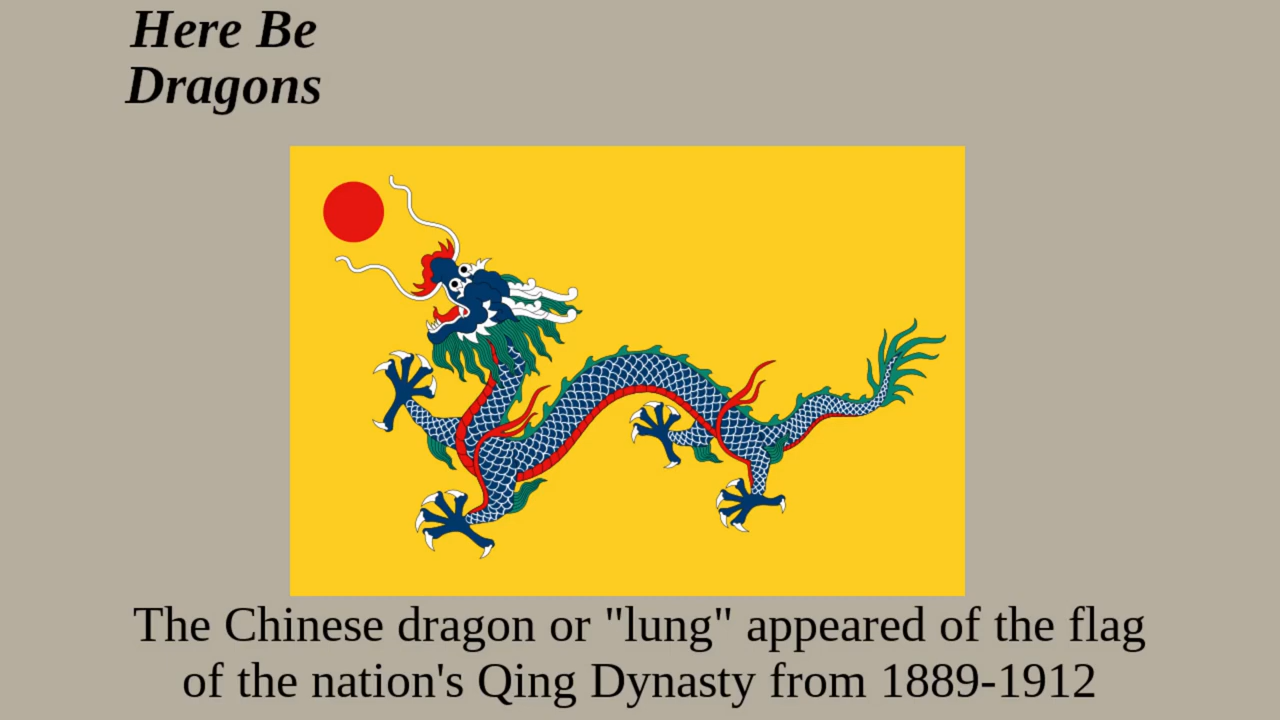 Here Be
Dragons
The Chinese dragon or "lung" appeared of the flag
of the nation's Qing Dynasty from 1889-1912